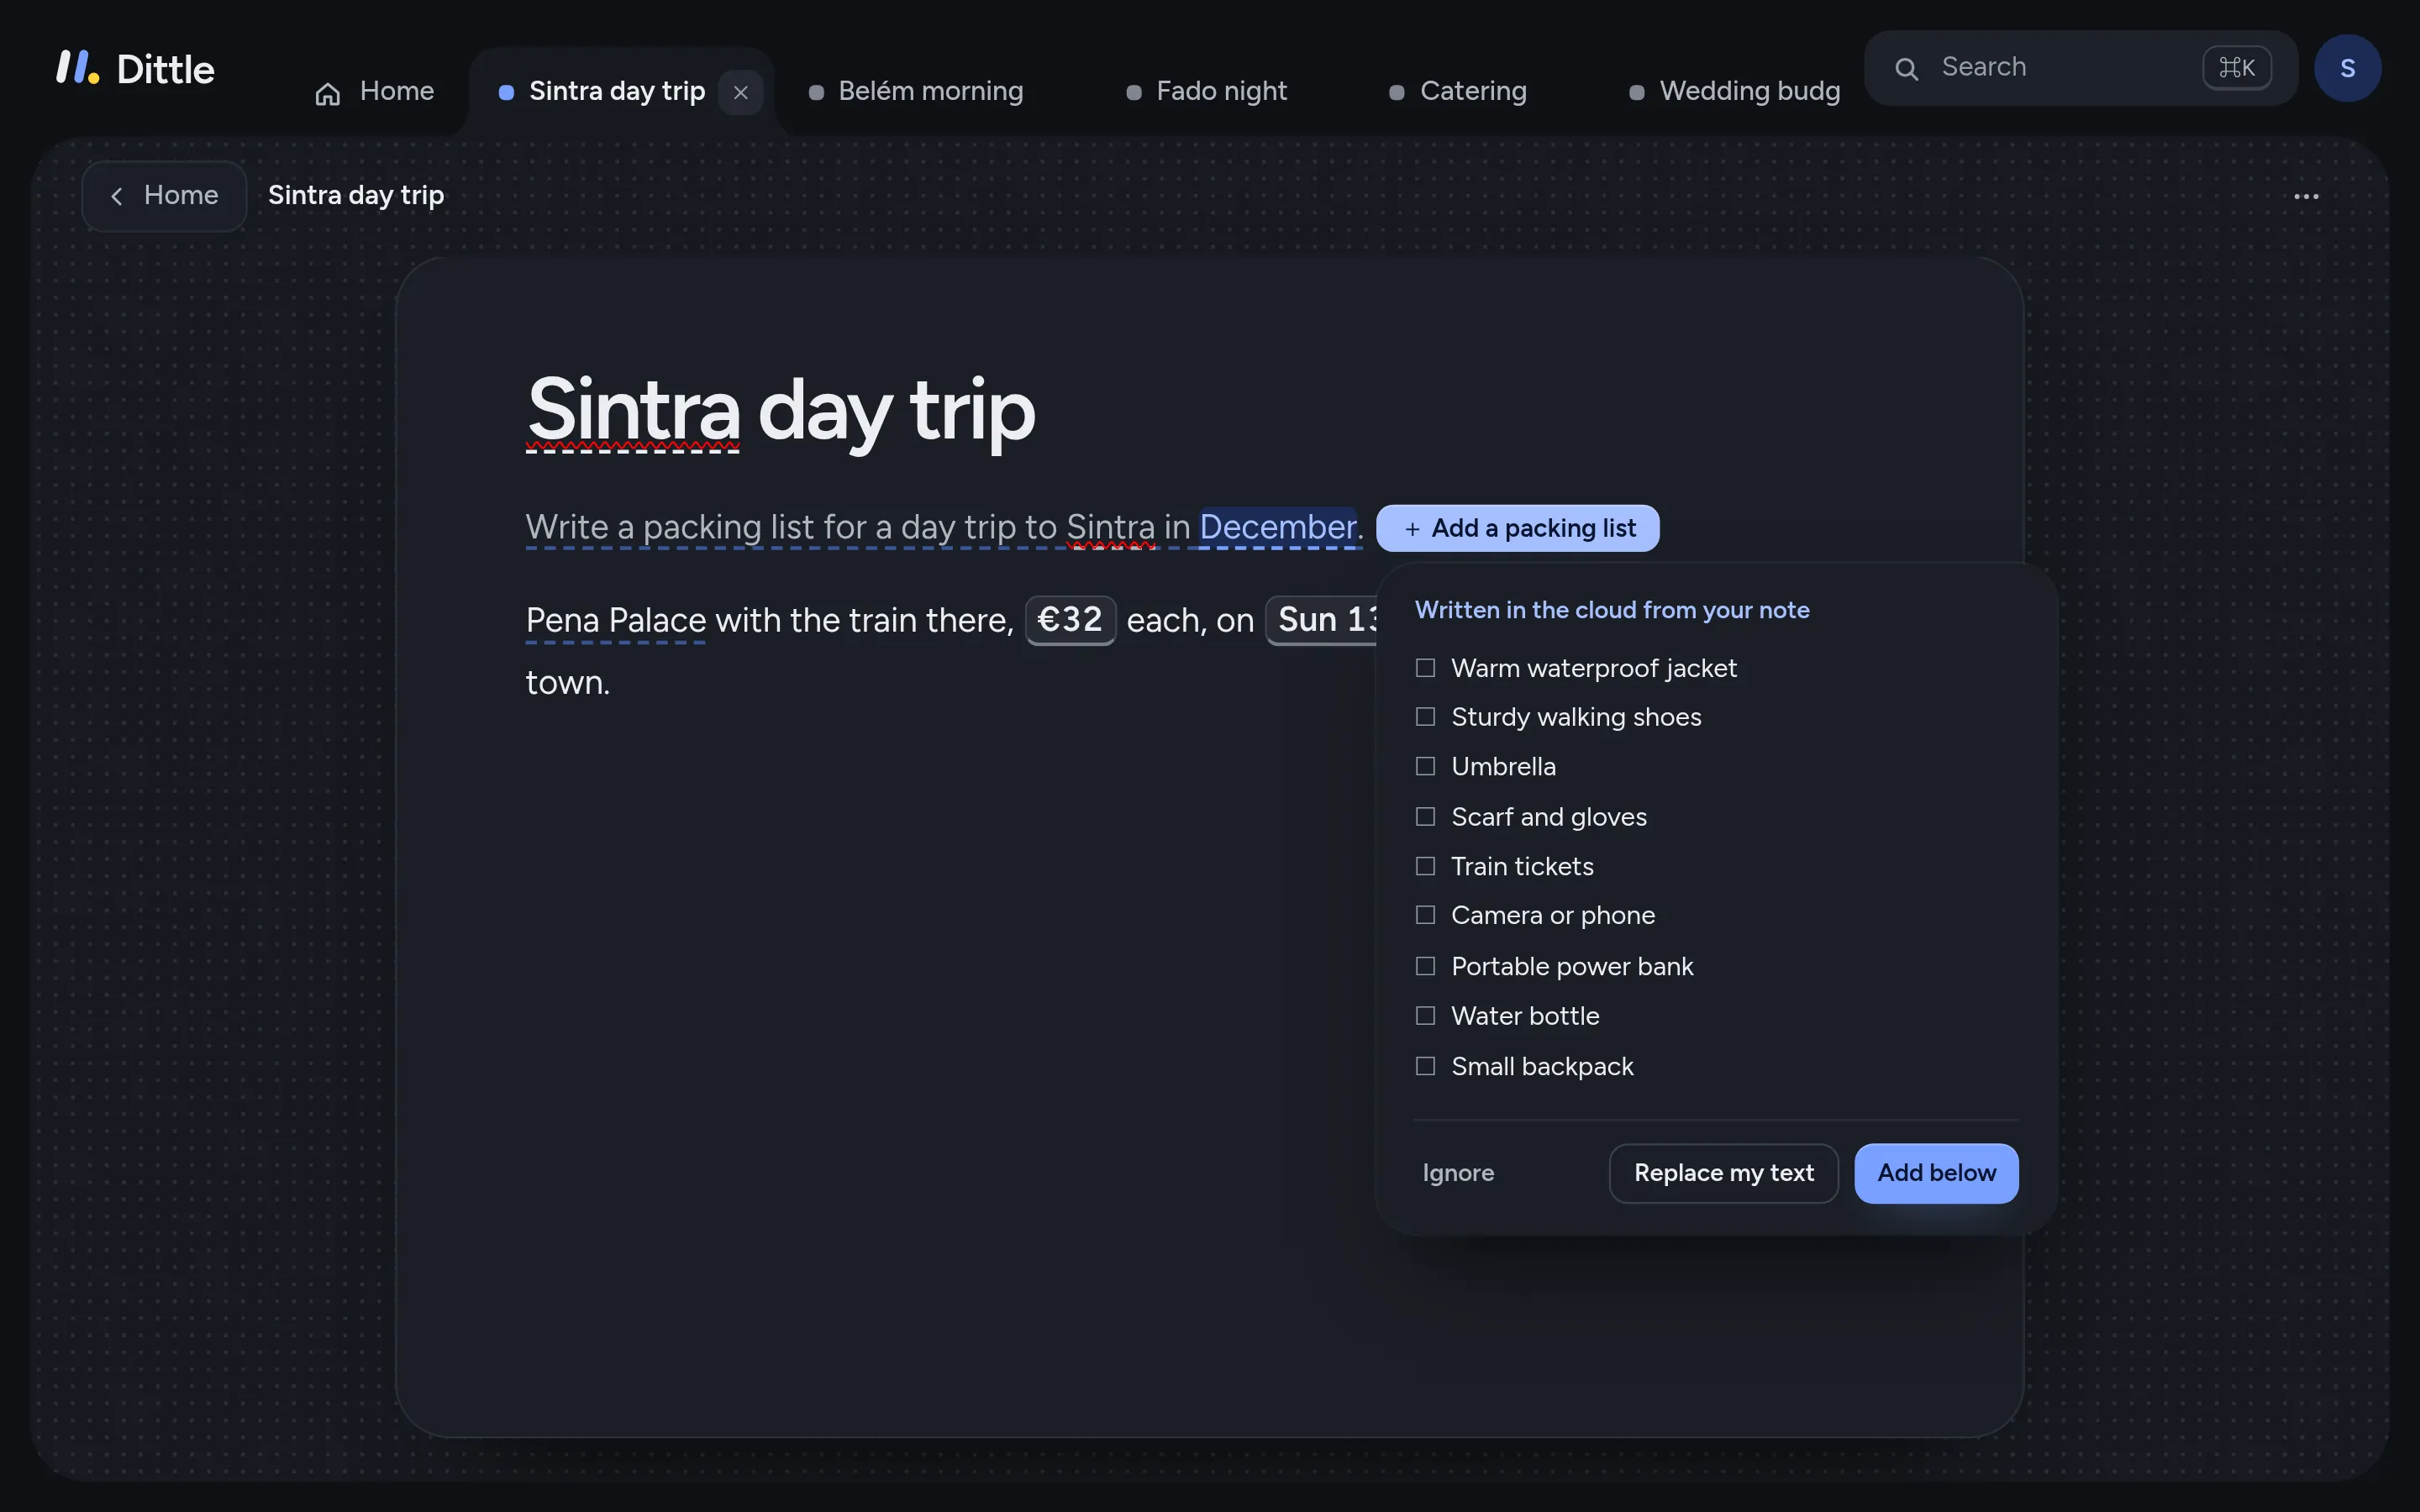 Dittle
Home
Sintra day trip
Belém morning
Fado night
Catering
Wedding budg
Search
⌘K
S
Home
Sintra day trip
Sintra day trip
Write a packing list for a day trip to Sintra in December.
+ Add a packing list
Pena Palace with the train there, €32 each, on Sun 13
town.
Written in the cloud from your note
Warm waterproof jacket
Sturdy walking shoes
Umbrella
Scarf and gloves
Train tickets
Camera or phone
Portable power bank
Water bottle
Small backpack
Ignore
Replace my text
Add below